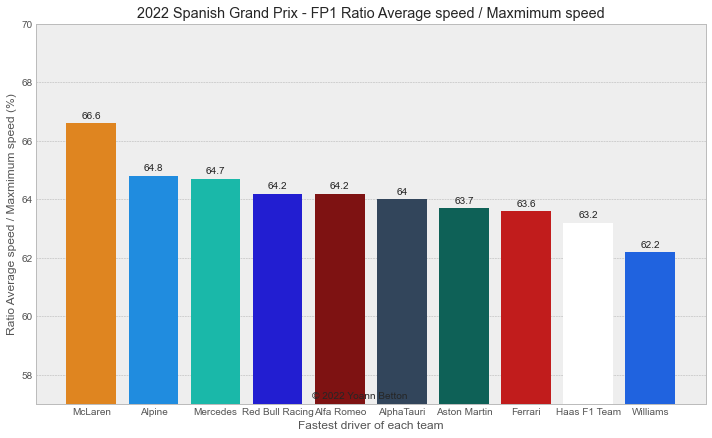 2022 Spanish Grand Prix - FP1 Ratio Average speed / Maxmimum speed
Ratio Average speed / Maxmimum speed (%)
70
68
66
64
62
60
58
66.6
64.8
64.7
64.2
64.2
64
63.7
63.6
63.2
62.2
© 2022 Yoann Betton
McLaren
Alpine
Mercedes
Red Bull Racing
Alfa Romeo
AlphaTauri
Aston Martin
Ferrari
Haas F1 Team
Williams
Fastest driver of each team